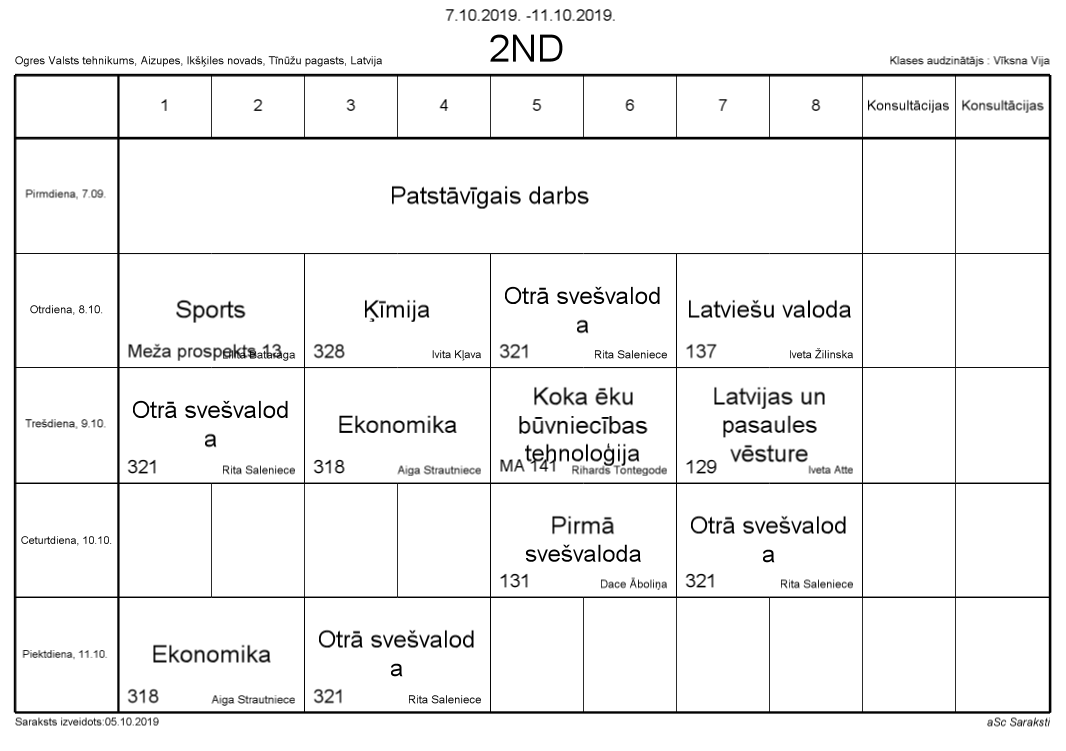 7.10.2019. -11.10.2019.
2ND
Ogres Valsts tehnikums, Aizupes, Ikšķiles novads, Tīnūžu pagasts, Latvija
Klases audzinātājs : Vīksna Vija
1 2 3 4 5 6 7 8 Konsultācijas Konsultācijas
Pirmdiena, 7.09.
Patstāvīgais darbs
Otrdiena, 8.10.
Sports
Meža prospekts 13
Bataraga
Ķīmija
328 Ivita Kļava
Otrā svešvalod
a
321 Rita Saleniece
Latviešu valoda
137 Iveta Žilinska
Trešdiena, 9.10.
Otrā svešvalod
a
321 Rita Saleniece
Ekonomika
318 Aiga Strautniece
Koka ēku
būvniecības
tehnoloģija
MA 141 Rihards Tontegode
Latvijas un
pasaules
vēsture
129 Iveta Atte
Ceturtdiena, 10.10.
Pirmā
svešvaloda
131 Dace Āboliņa
Otrā svešvalod
a
321 Rita Saleniece
Piektdiena, 11.10.
Ekonomika
318 Aiga Strautniece
Otrā svešvalod
a
321 Rita Saleniece
Saraksts izveidots:05.10.2019
aSc Saraksti